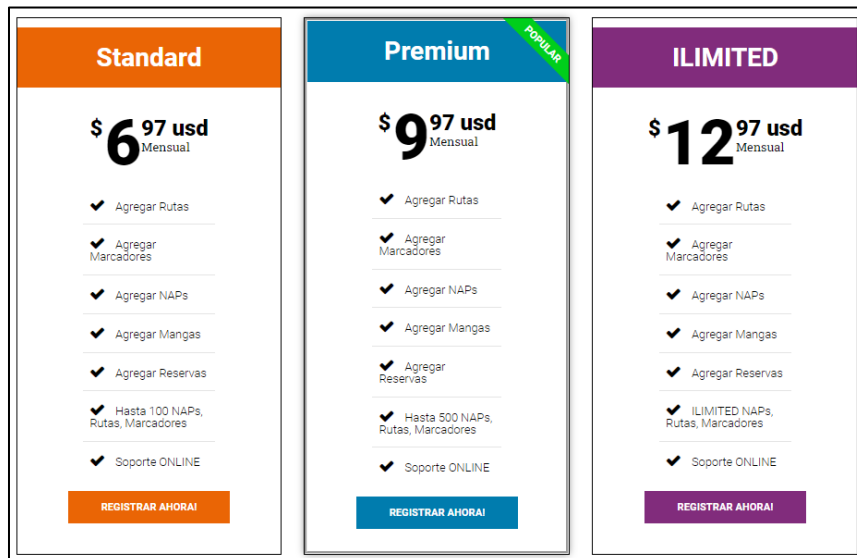 Standard
$ 6 97 usd
Mensual
Agregar Rutas
Agregar
Marcadores
Agregar NAPs
Agregar Mangas
Agregar Reservas
Hasta 100 NAPs,
Rutas, Marcadores
Soporte ONLINE
REGISTRAR AHORA!
Premium
POPULAR
$ 9 97 usd
Mensual
Agregar Rutas
Agregar
Marcadores
Agregar NAPs
Agregar Mangas
Agregar
Reservas
Hasta 500 NAPs,
Rutas, Marcadores
Soporte ONLINE
REGISTRAR AHORA!
ILIMITED
$ 12 97 usd
Mensual
Agregar Rutas
Agregar
Marcadores
Agregar NAPs
Agregar Mangas
Agregar Reservas
ILIMITED NAPs,
Rutas, Marcadores
Soporte ONLINE
REGISTRAR AHORA!